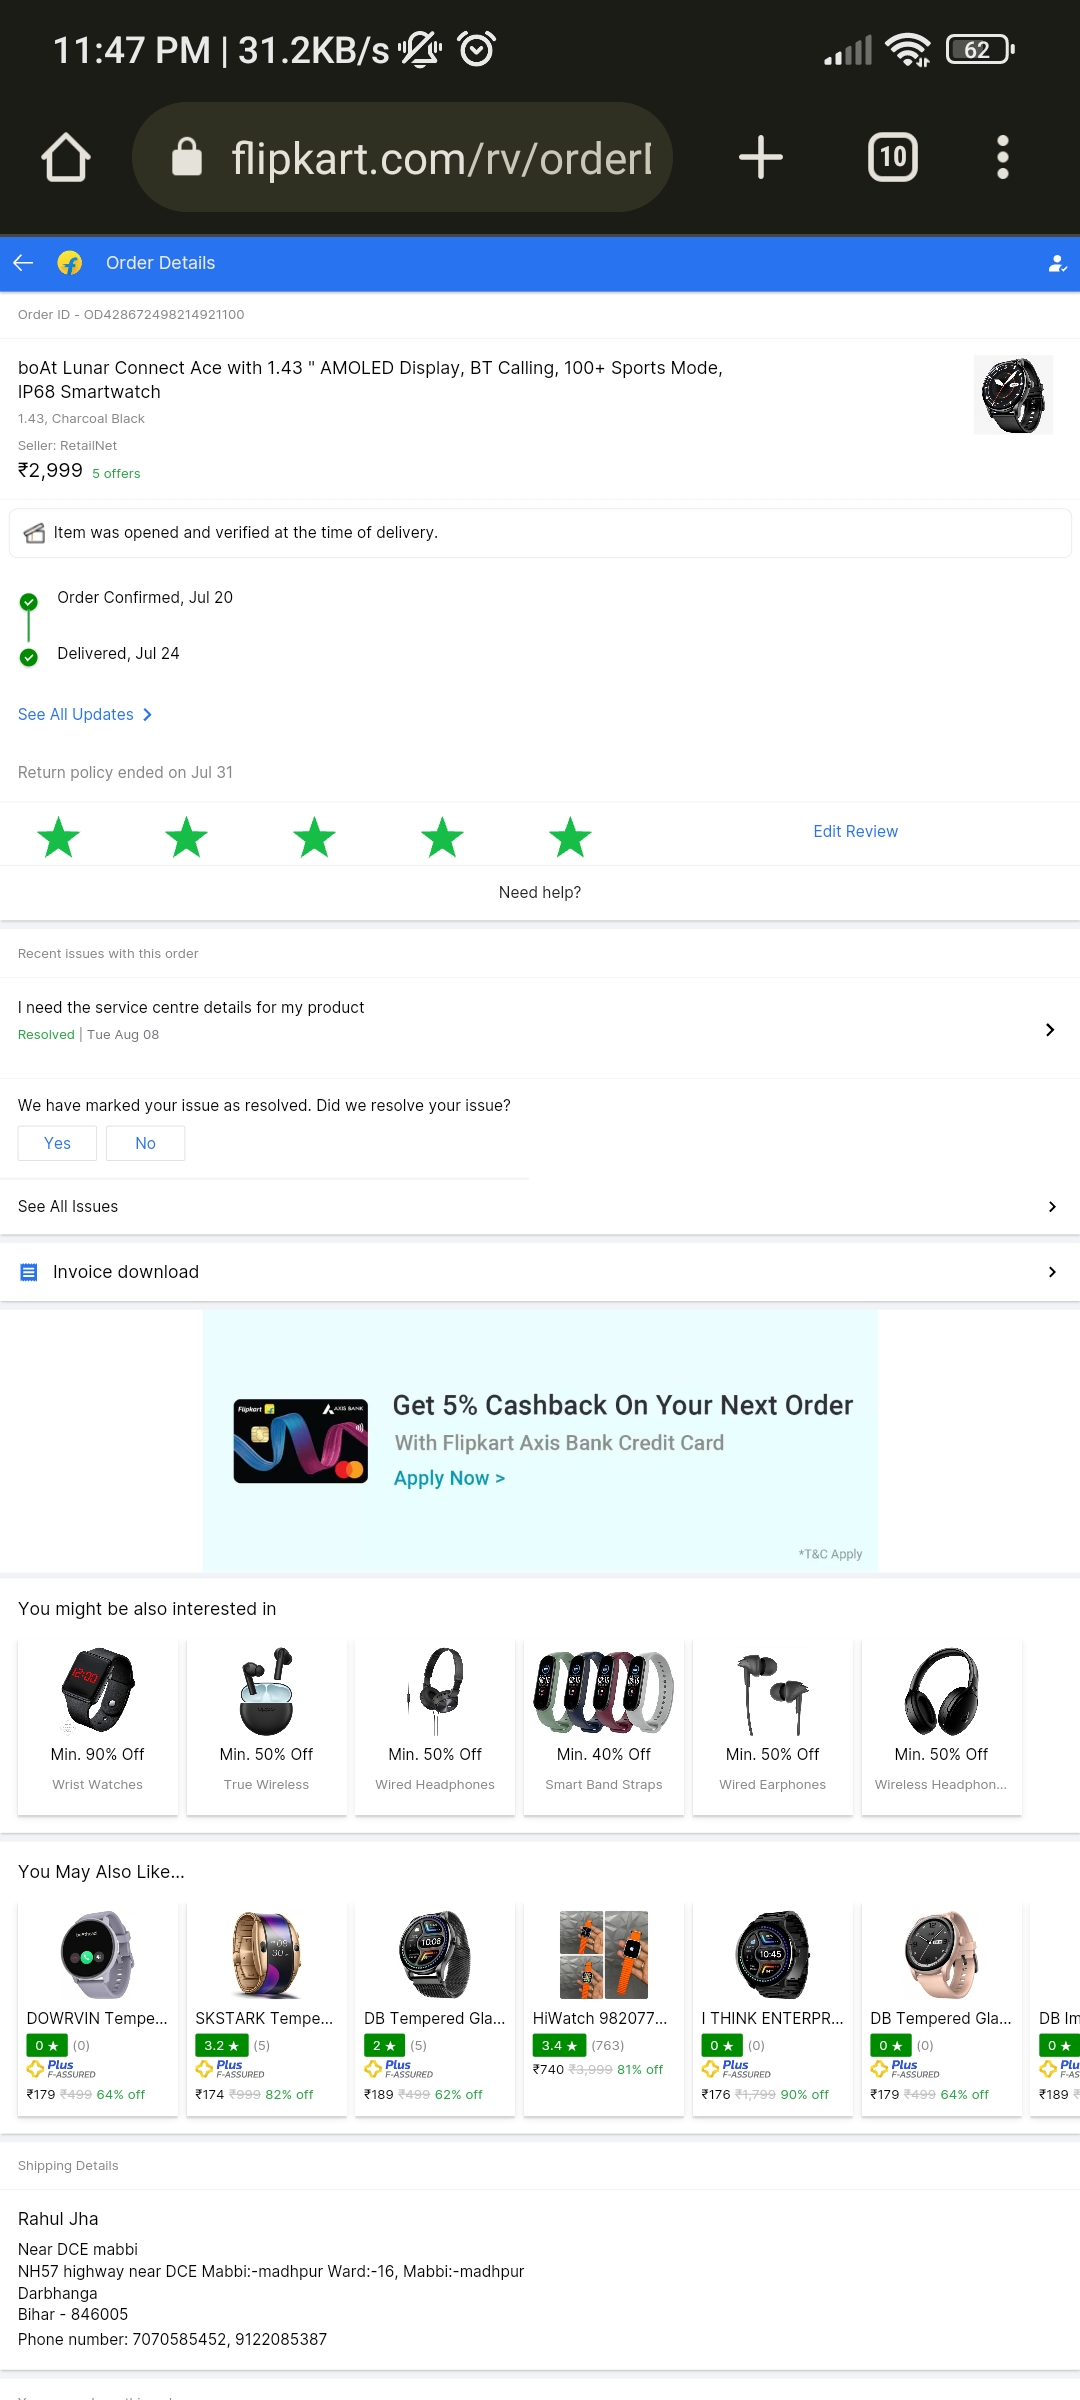 11:47 PM | 31.2KB/s
62
flipkart.com/rv/order
10
Order Details
Order ID - OD428672498214921100
boAt Lunar Connect Ace with 1.43 " AMOLED Display, BT Calling, 100+ Sports Mode,
IP68 Smartwatch
1.43, Charcoal Black
Seller: RetailNet
₹2,999 5 offers
Item was opened and verified at the time of delivery.
Order Confirmed, Jul 20
Delivered, Jul 24
See All Updates
Return policy ended on Jul 31
Edit Review
Need help?
Recent issues with this order
I need the service centre details for my product
Resolved | Tue Aug 08
We have marked your issue as resolved. Did we resolve your issue?
Yes No
See All Issues
Invoice download
Flipkart AXIS BANK
Get 5% Cashback On Your Next Order
With Flipkart Axis Bank Credit Card
Apply Now >
*T&C Apply
You might be also interested in
12:00
Min. 90% Off Min. 50% Off Min. 50% Off Min. 40% Off Min. 50% Off Min. 50% Off
Wrist Watches True Wireless Wired Headphones Smart Band Straps Wired Earphones Wireless Headphon...
You May Also Like...
10:08 10:45
DOWRVIN Tempe... SKSTARK Tempe... DB Tempered Gla... HiWatch 982077... I THINK ENTERPR... DB Tempered Gla... DB Im
0 (0) 3.2 (5) 2 (5) 3.4 (763) 0 (0) 0 (0) 0
Plus F-ASSURED Plus F-ASSURED Plus F-ASSURED ₹740 ₹3,999 81% off Plus F-ASSURED Plus F-ASSURED Plu F-AS
₹179 ₹499 64% off ₹174 ₹999 82% off ₹189 ₹499 62% off ₹176 ₹1,799 90% off ₹179 ₹499 64% off ₹189
Shipping Details
Rahul Jha
Near DCE mabbi
NH57 highway near DCE Mabbi:-madhpur Ward:-16, Mabbi:-madhpur
Darbhanga
Bihar - 846005
Phone number: 7070585452, 9122085387